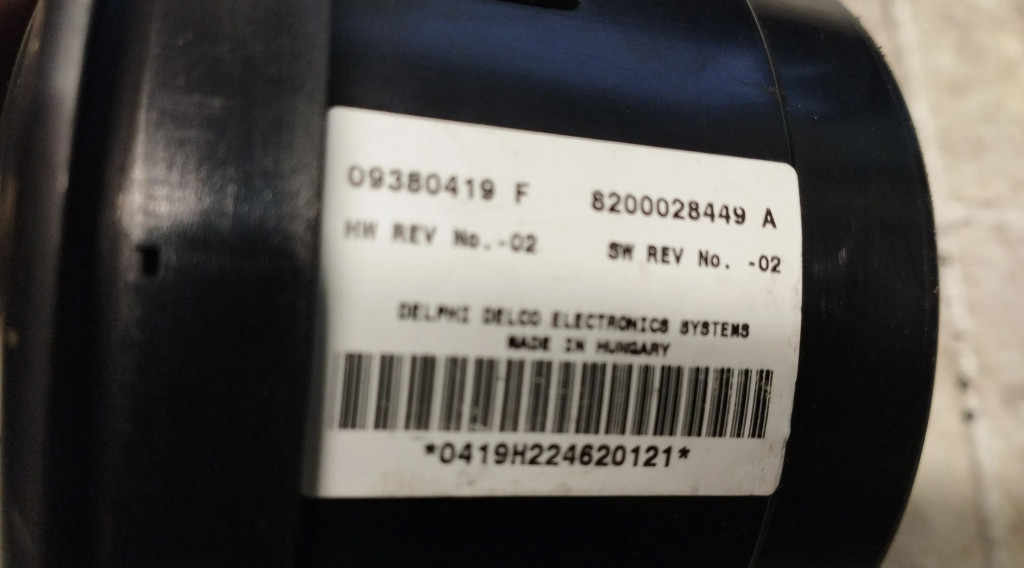 09380419 F 8200028449 A
HW REV No.-02 SW REV No. -02
DELPHI DELCO ELECTRONICS SYSTEMS
MADE IN HUNGARY
*0419H224620121*